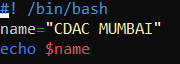 #! /bin/bash
name="CDAC MUMBAI"
echo $name